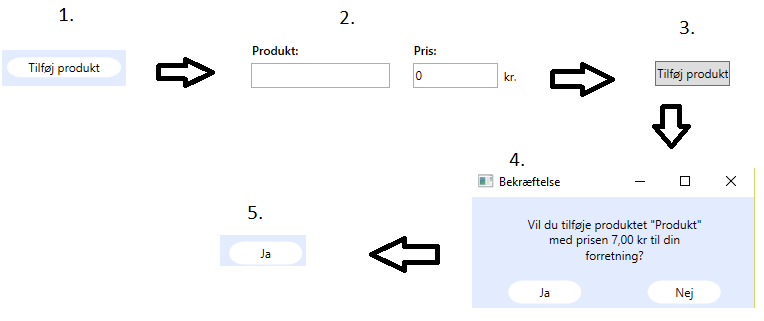 1.
Tilføj produkt
2.
Produkt:
Pris:
0
kr.
3.
Tilføj produkt
4.
Bekræftelse
Vil du tilføje produktet "Produkt"
med prisen 7,00 kr til din
forretning?
Ja
Nej
5.
Ja